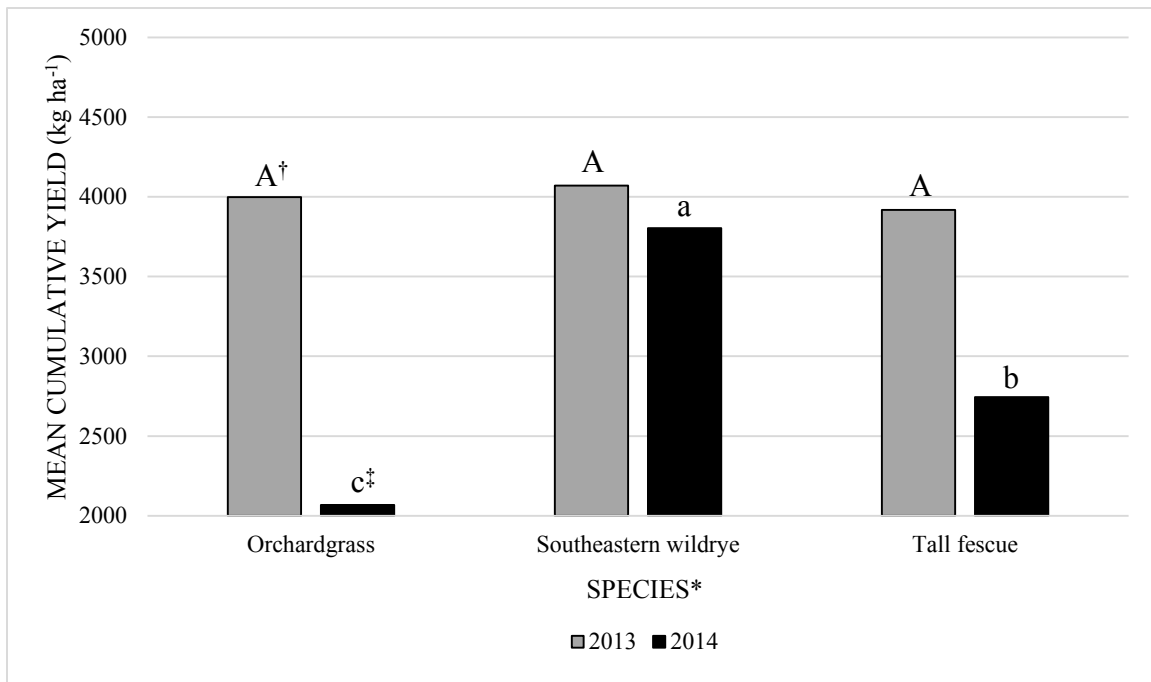 MEAN CUMULATIVE YIELD (kg ha⁻¹)
5000
4500
4000
3500
3000
2500
2000
A†
c‡
A
a
A
b
Orchardgrass
Southeastern wildrye
Tall fescue
SPECIES*
2013
2014